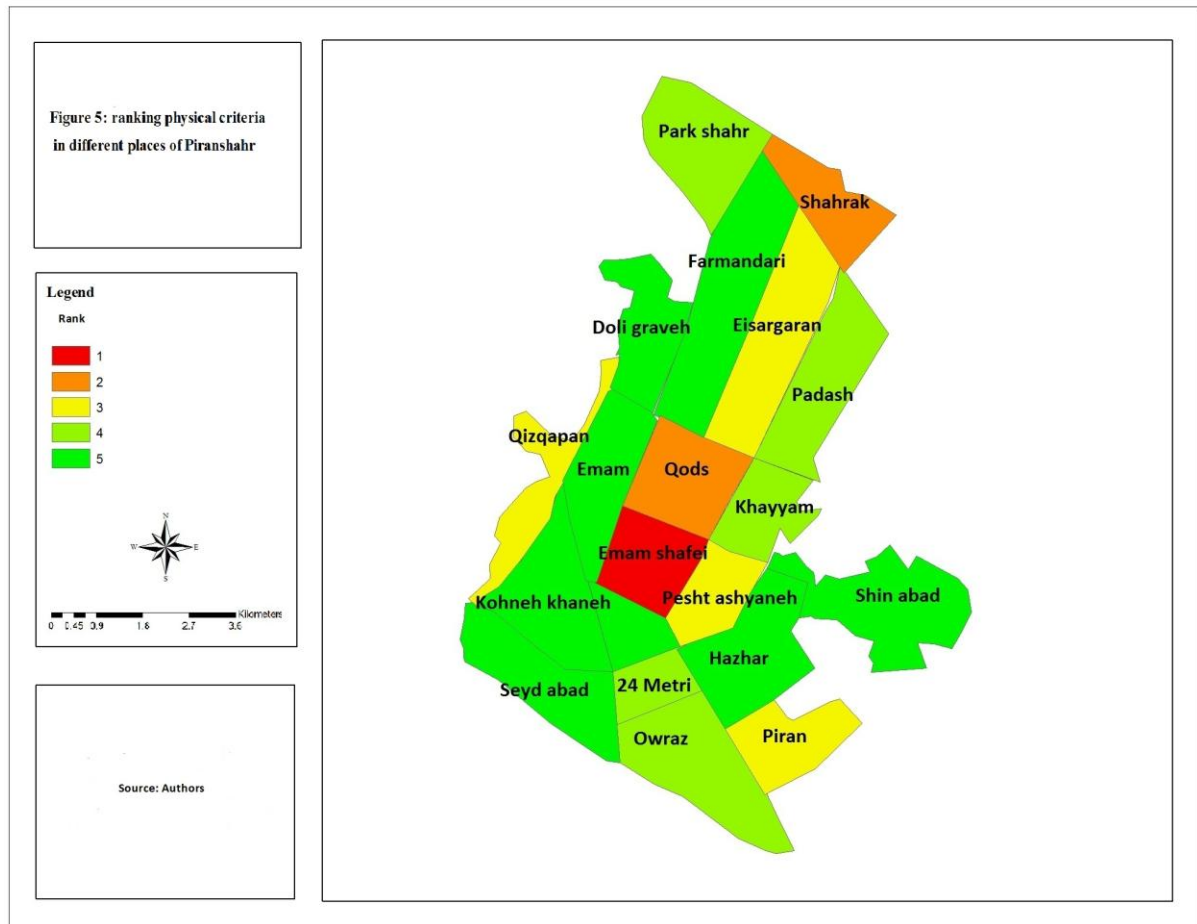 Figure 5: ranking physical criteria
in different places of Piranshahr
Legend
Rank
1
2
3
4
5
N
W E
S
Kilometers
0 0.45 0.9 1.8 2.7 3.6
Source: Authors
Park shahr
Shahrak
Farmandari
Doli graveh
Eisargaran
Padash
Qizqapan
Emam
Qods
Khayyam
Emam shafei
Kohneh khaneh
Pesht ashyaneh
Shin abad
Hazhar
Seyd abad
24 Metri
Owraz
Piran